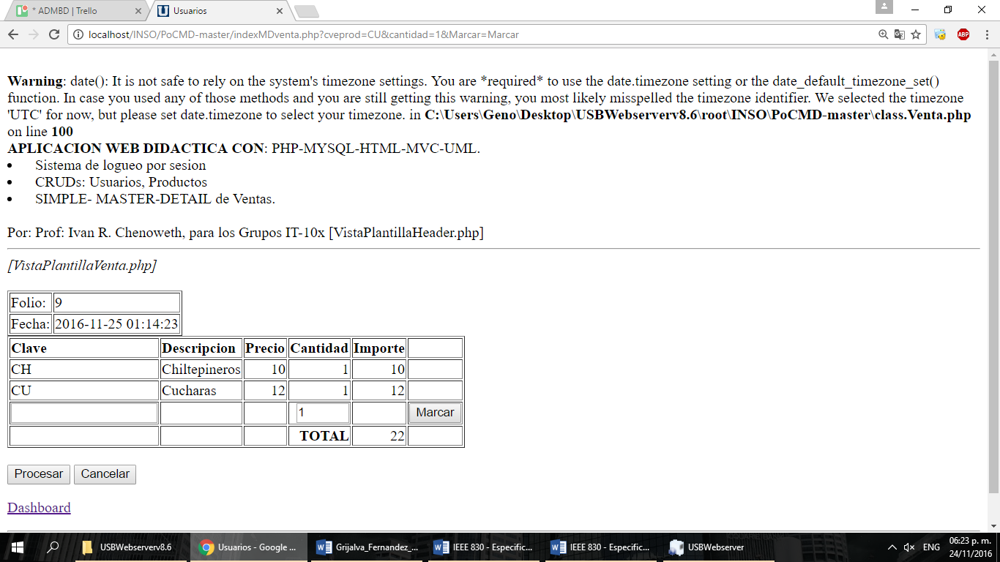 * ADMBD | Trello
Usuarios
localhost/INSO/PoCMD-master/indexMDventa.php?cveprod=CU&cantidad=1&Marcar=Marcar
ABP
Warning: date(): It is not safe to rely on the system's timezone settings. You are *required* to use the date.timezone setting or the date_default_timezone_set()
function. In case you used any of those methods and you are still getting this warning, you most likely misspelled the timezone identifier. We selected the timezone
'UTC' for now, but please set date.timezone to select your timezone. in C:\Users\Geno\Desktop\USBWebserverv8.6\root\INSO\PoCMD-master\class.Venta.php
on line 100
APLICACION WEB DIDACTICA CON: PHP-MYSQL-HTML-MVC-UML.
• Sistema de logueo por sesion
• CRUDs: Usuarios, Productos
• SIMPLE- MASTER-DETAIL de Ventas.
Por: Prof: Ivan R. Chenoweth, para los Grupos IT-10x [VistaPlantillaHeader.php]
[VistaPlantillaVenta.php]
Folio: 9
Fecha: 2016-11-25 01:14:23
Clave Descripcion Precio Cantidad Importe
CH Chiltepineros 10 1 10
CU Cucharas 12 1 12
1 Marcar
TOTAL 22
Procesar Cancelar
Dashboard
USBWebserverv8.6
Usuarios - Google ...
Grijalva_Fernandez_...
IEEE 830 - Especific...
IEEE 830 - Especific...
USBWebserver
ENG
06:23 p. m.
24/11/2016